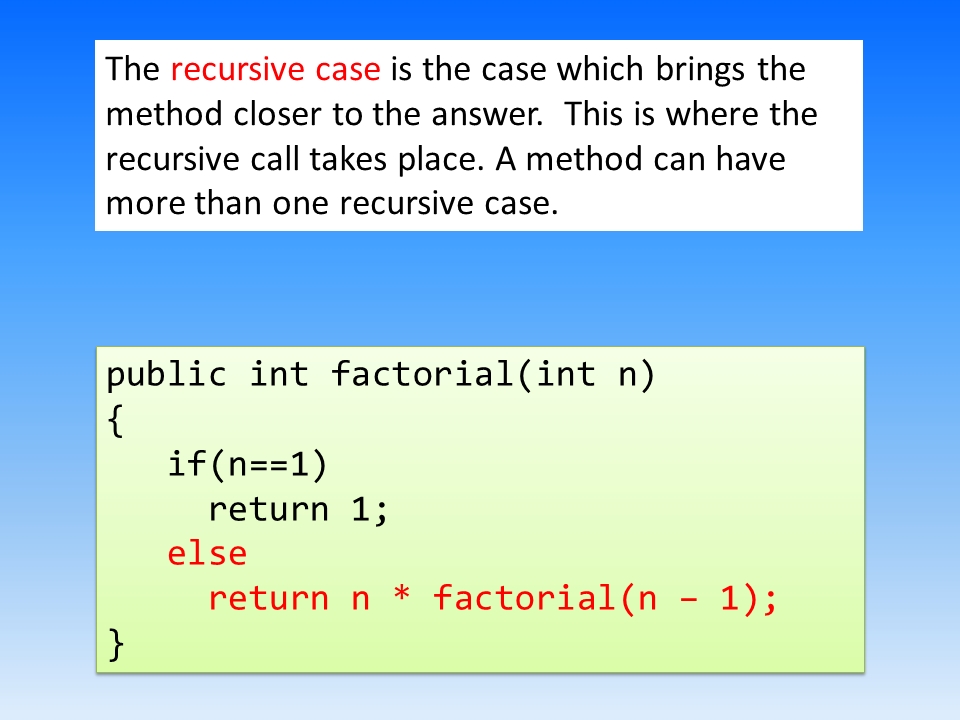 The recursive case is the case which brings the
method closer to the answer.  This is where the
recursive call takes place. A method can have
more than one recursive case.
public int factorial(int n)
{
   if(n==1)
     return 1;
   else
     return n * factorial(n – 1);
}